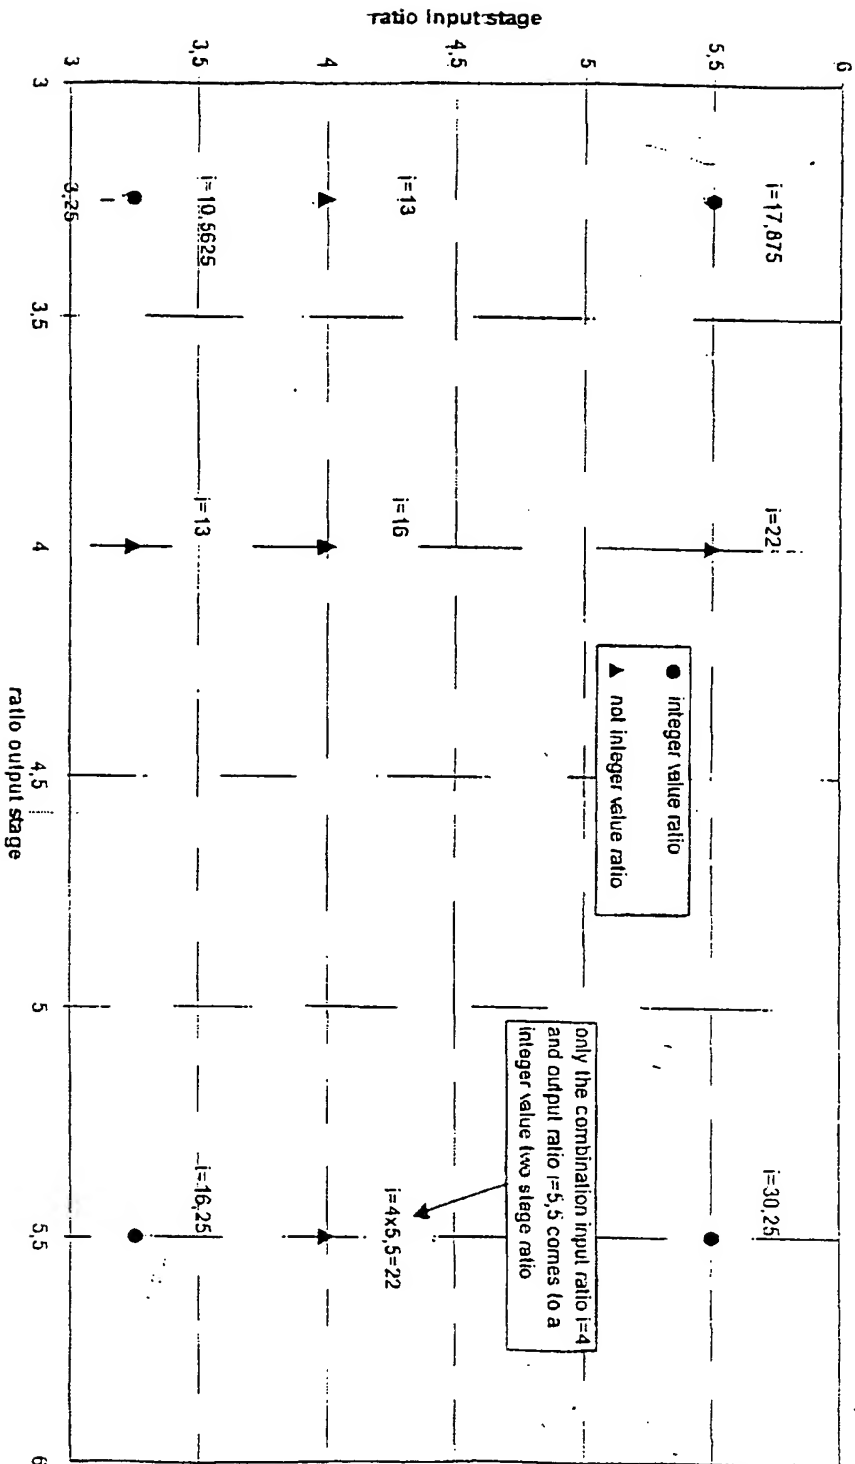 ratio input stage
6
5,5
5
4,5
4
3,5
3
3
3,25
3,5
4
4,5
5
5,5
6
ratio output stage
i=17,875
i=13
i=10,5625
i=22
i=16
i=13
i=30,25
i=4x5,5=22
i=16,25
integer value ratio
not integer value ratio
only the combination input ratio i=4
and output ratio i=5,5 comes to a
integer value two stage ratio